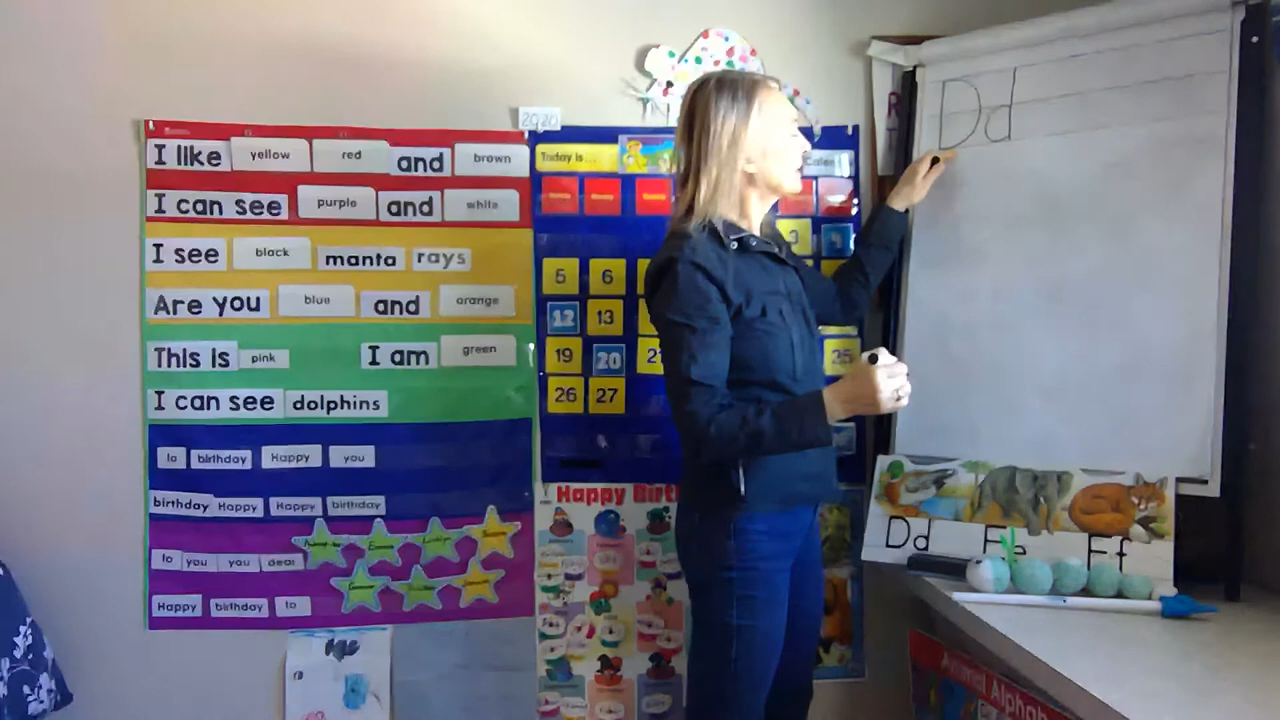 2020
I like yellow red and brown
I can see purple and white
I see black manta rays
Are you blue and orange
This is pink I am green
I can see dolphins
to birthday Happy you
birthday Happy Happy birthday
to you you dear
Happy birthday to
Today is...
3 4
5 6
12 13
19 20 21 25
26 27
Happy
Dd
Dd Ee Ff
Animal